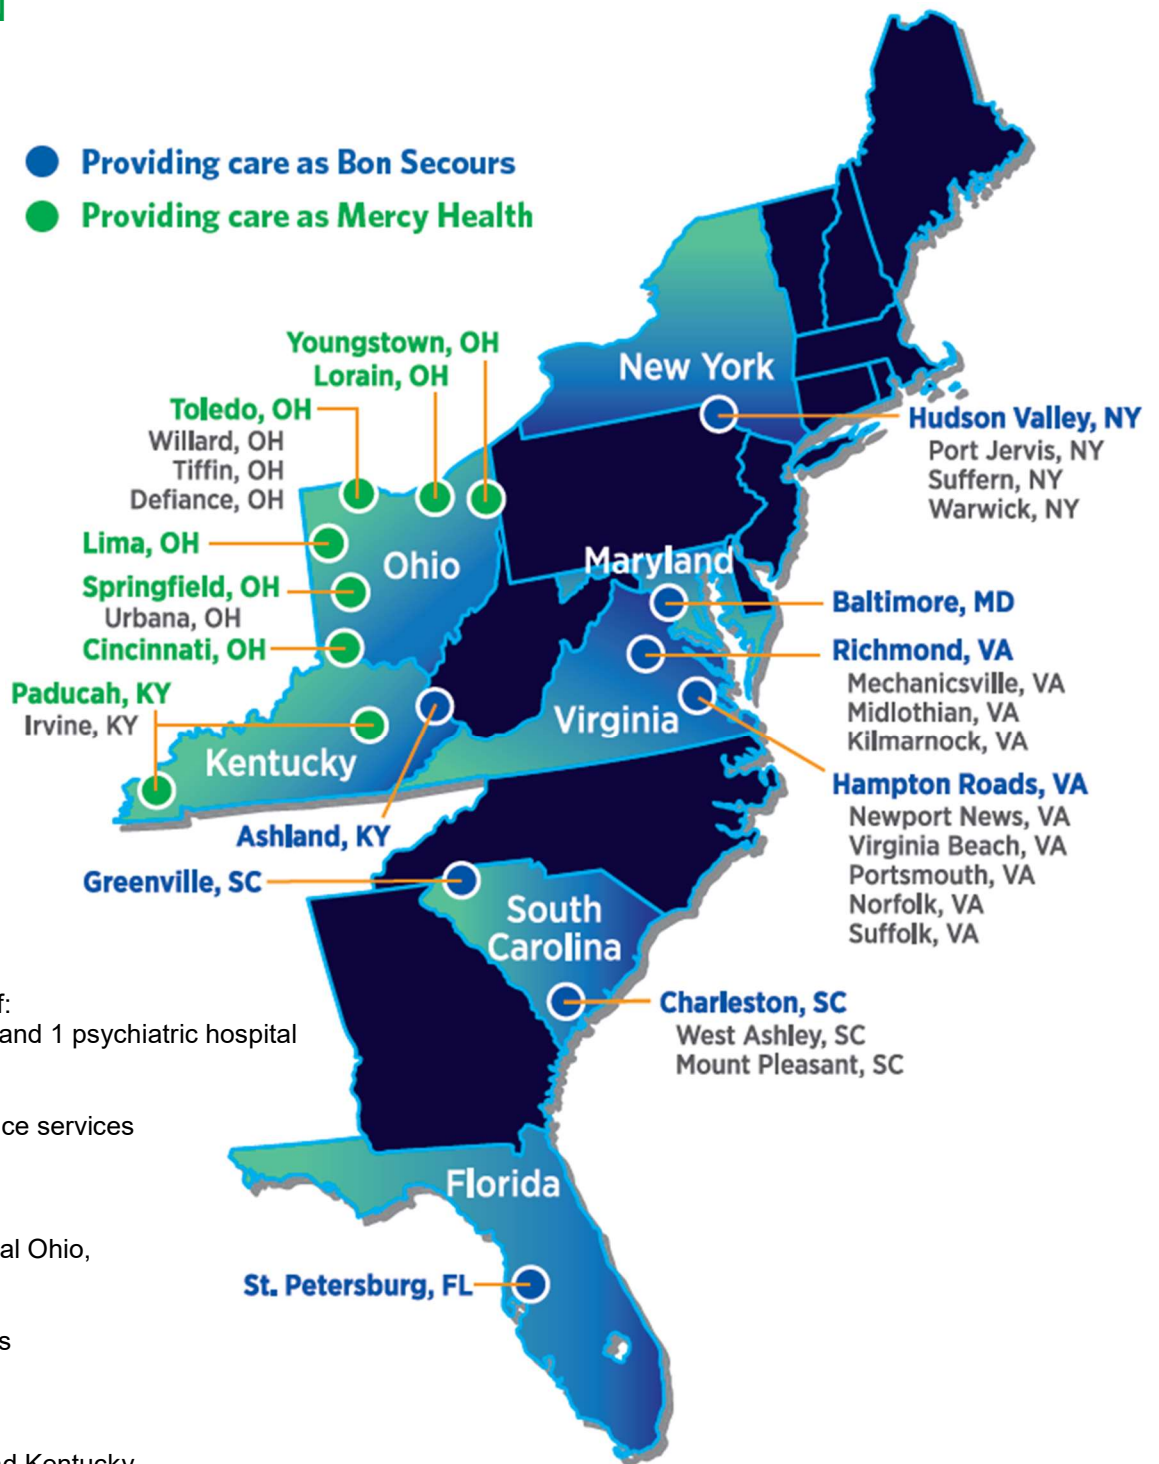 Providing care as Bon Secours
Providing care as Mercy Health
Youngstown, OH
Lorain, OH
Toledo, OH
Willard, OH
Tiffin, OH
Defiance, OH
Lima, OH
Springfield, OH
Urbana, OH
Cincinnati, OH
Paducah, KY
Irvine, KY
Ashland, KY
Greenville, SC
New York
Ohio
Maryland
Virginia
Kentucky
South
Carolina
Florida
Hudson Valley, NY
Port Jervis, NY
Suffern, NY
Warwick, NY
Baltimore, MD
Richmond, VA
Mechanicsville, VA
Midlothian, VA
Kilmarnock, VA
Hampton Roads, VA
Newport News, VA
Virginia Beach, VA
Portsmouth, VA
Norfolk, VA
Suffolk, VA
Charleston, SC
West Ashley, SC
Mount Pleasant, SC
St. Petersburg, FL
f:
and 1 psychiatric hospital
ce services
al Ohio,
s
d Kentucky